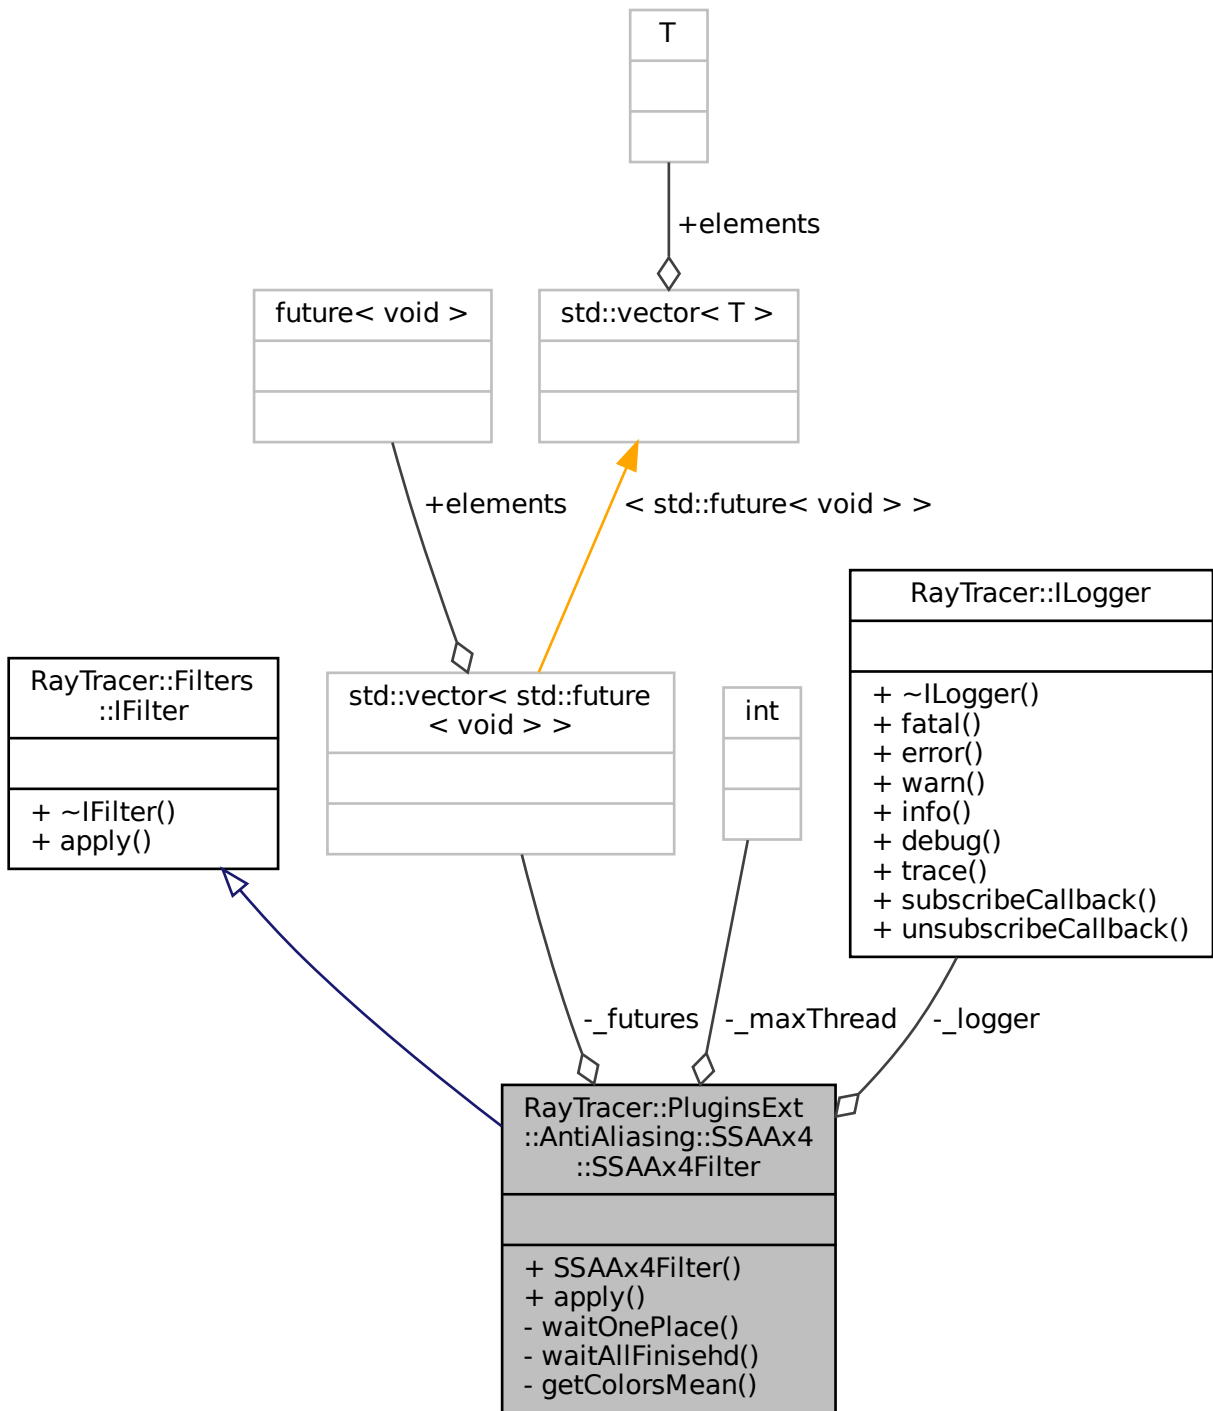 T
+elements
future< void >
std::vector< T >
+elements
< std::future< void > >
RayTracer::ILogger
+ ~ILogger()
+ fatal()
+ error()
+ warn()
+ info()
+ debug()
+ trace()
+ subscribeCallback()
+ unsubscribeCallback()
RayTracer::Filters
::IFilter
+ ~IFilter()
+ apply()
std::vector< std::future
< void > >
int
-_futures
-_maxThread
-_logger
RayTracer::PluginsExt
::AntiAliasing::SSAAx4
::SSAAx4Filter
+ SSAAx4Filter()
+ apply()
- waitOnePlace()
- waitAllFinisehd()
- getColorsMean()